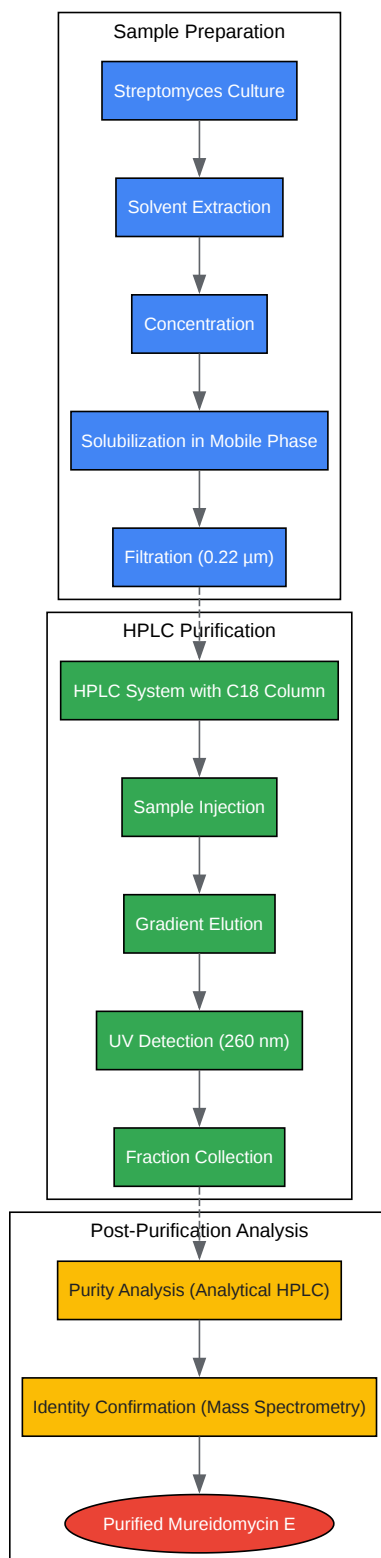 Sample Preparation
Streptomyces Culture
Solvent Extraction
Concentration
Solubilization in Mobile Phase
Filtration (0.22 µm)
HPLC Purification
HPLC System with C18 Column
Sample Injection
Gradient Elution
UV Detection (260 nm)
Fraction Collection
Post-Purification Analysis
Purity Analysis (Analytical HPLC)
Identity Confirmation (Mass Spectrometry)
Purified Mureidomycin E